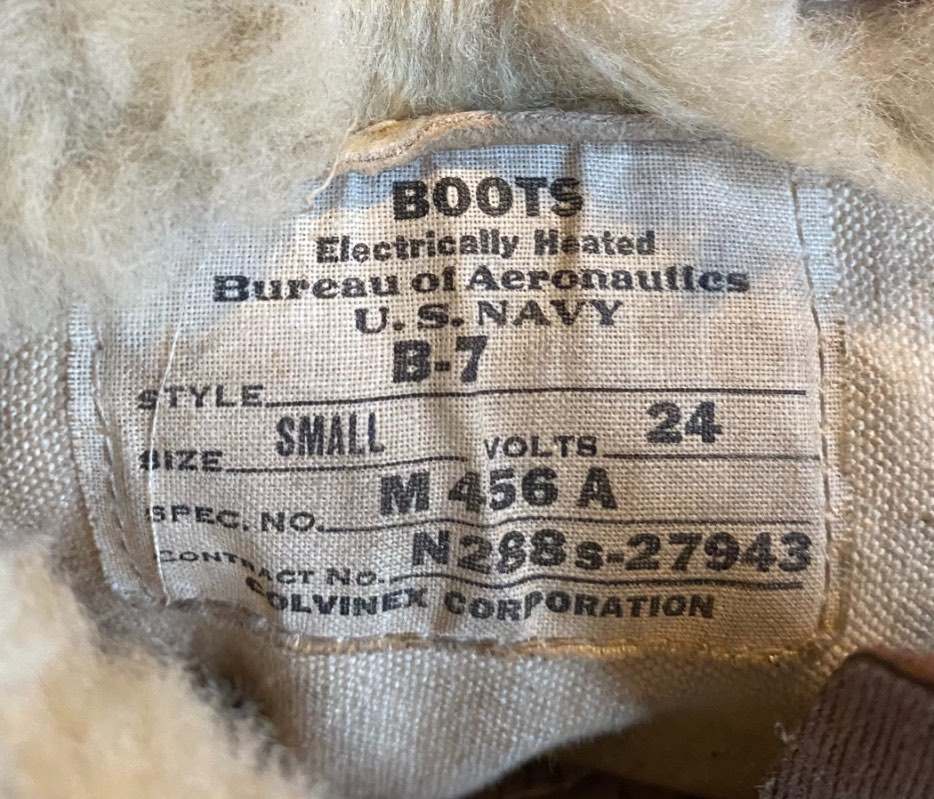 BOOTS
Electrically Heated
Bureau of Aeronautics
U.S. NAVY
STYLE B-7
SIZE SMALL VOLTS 24
SPEC. NO. M 456 A
CONTRACT NO. N288s-27943
COLVINEX CORPORATION